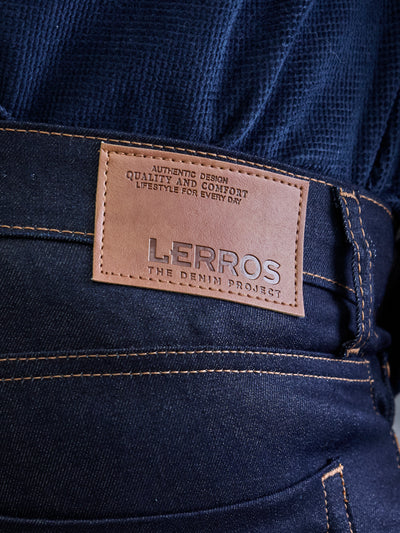 AUTHENTIC DESIGN
QUALITY AND COMFORT
LIFESTYLE FOR EVERY DAY
LERROS
THE DENIM PROJECT